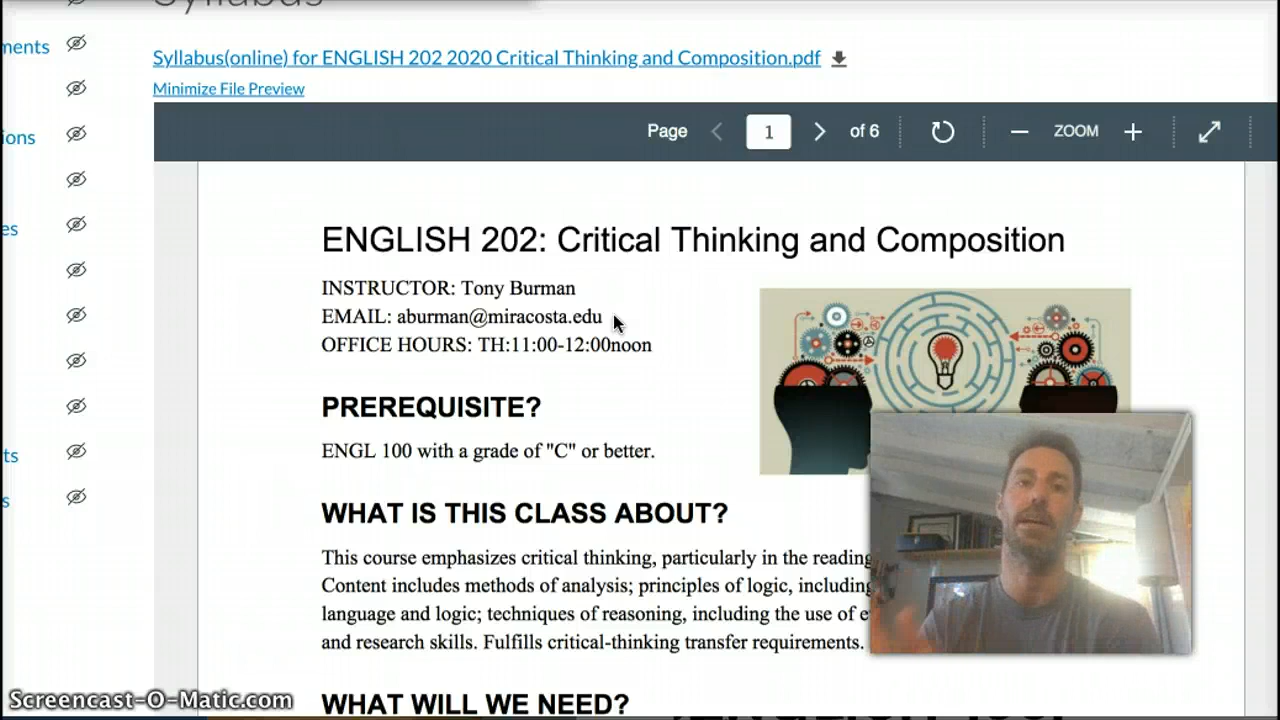 Syllabus
ments
Syllabus(online) for ENGLISH 202 2020 Critical Thinking and Composition.pdf
Minimize File Preview
Page 1 of 6 ZOOM
ions
es
ENGLISH 202: Critical Thinking and Composition
INSTRUCTOR: Tony Burman
EMAIL: aburman@miracosta.edu
OFFICE HOURS: TH:11:00-12:00noon
PREREQUISITE?
ENGL 100 with a grade of "C" or better.
ts
s
WHAT IS THIS CLASS ABOUT?
This course emphasizes critical thinking, particularly in the reading
Content includes methods of analysis; principles of logic, including
language and logic; techniques of reasoning, including the use of e
and research skills. Fulfills critical-thinking transfer requirements.
WHAT WILL WE NEED?
Screencast-O-Matic.com